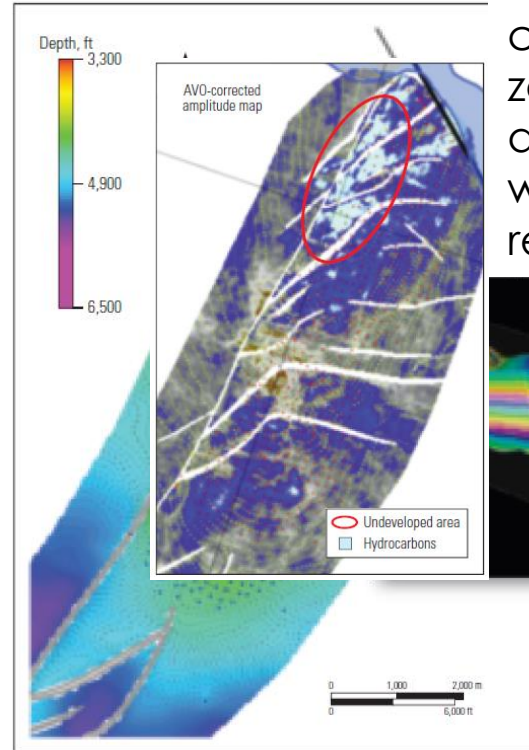 Depth, ft
3,300
4,900
6,500
AVO-corrected
amplitude map
Undeveloped area
Hydrocarbons
0 1,000 2,000 m
0 6,000 ft